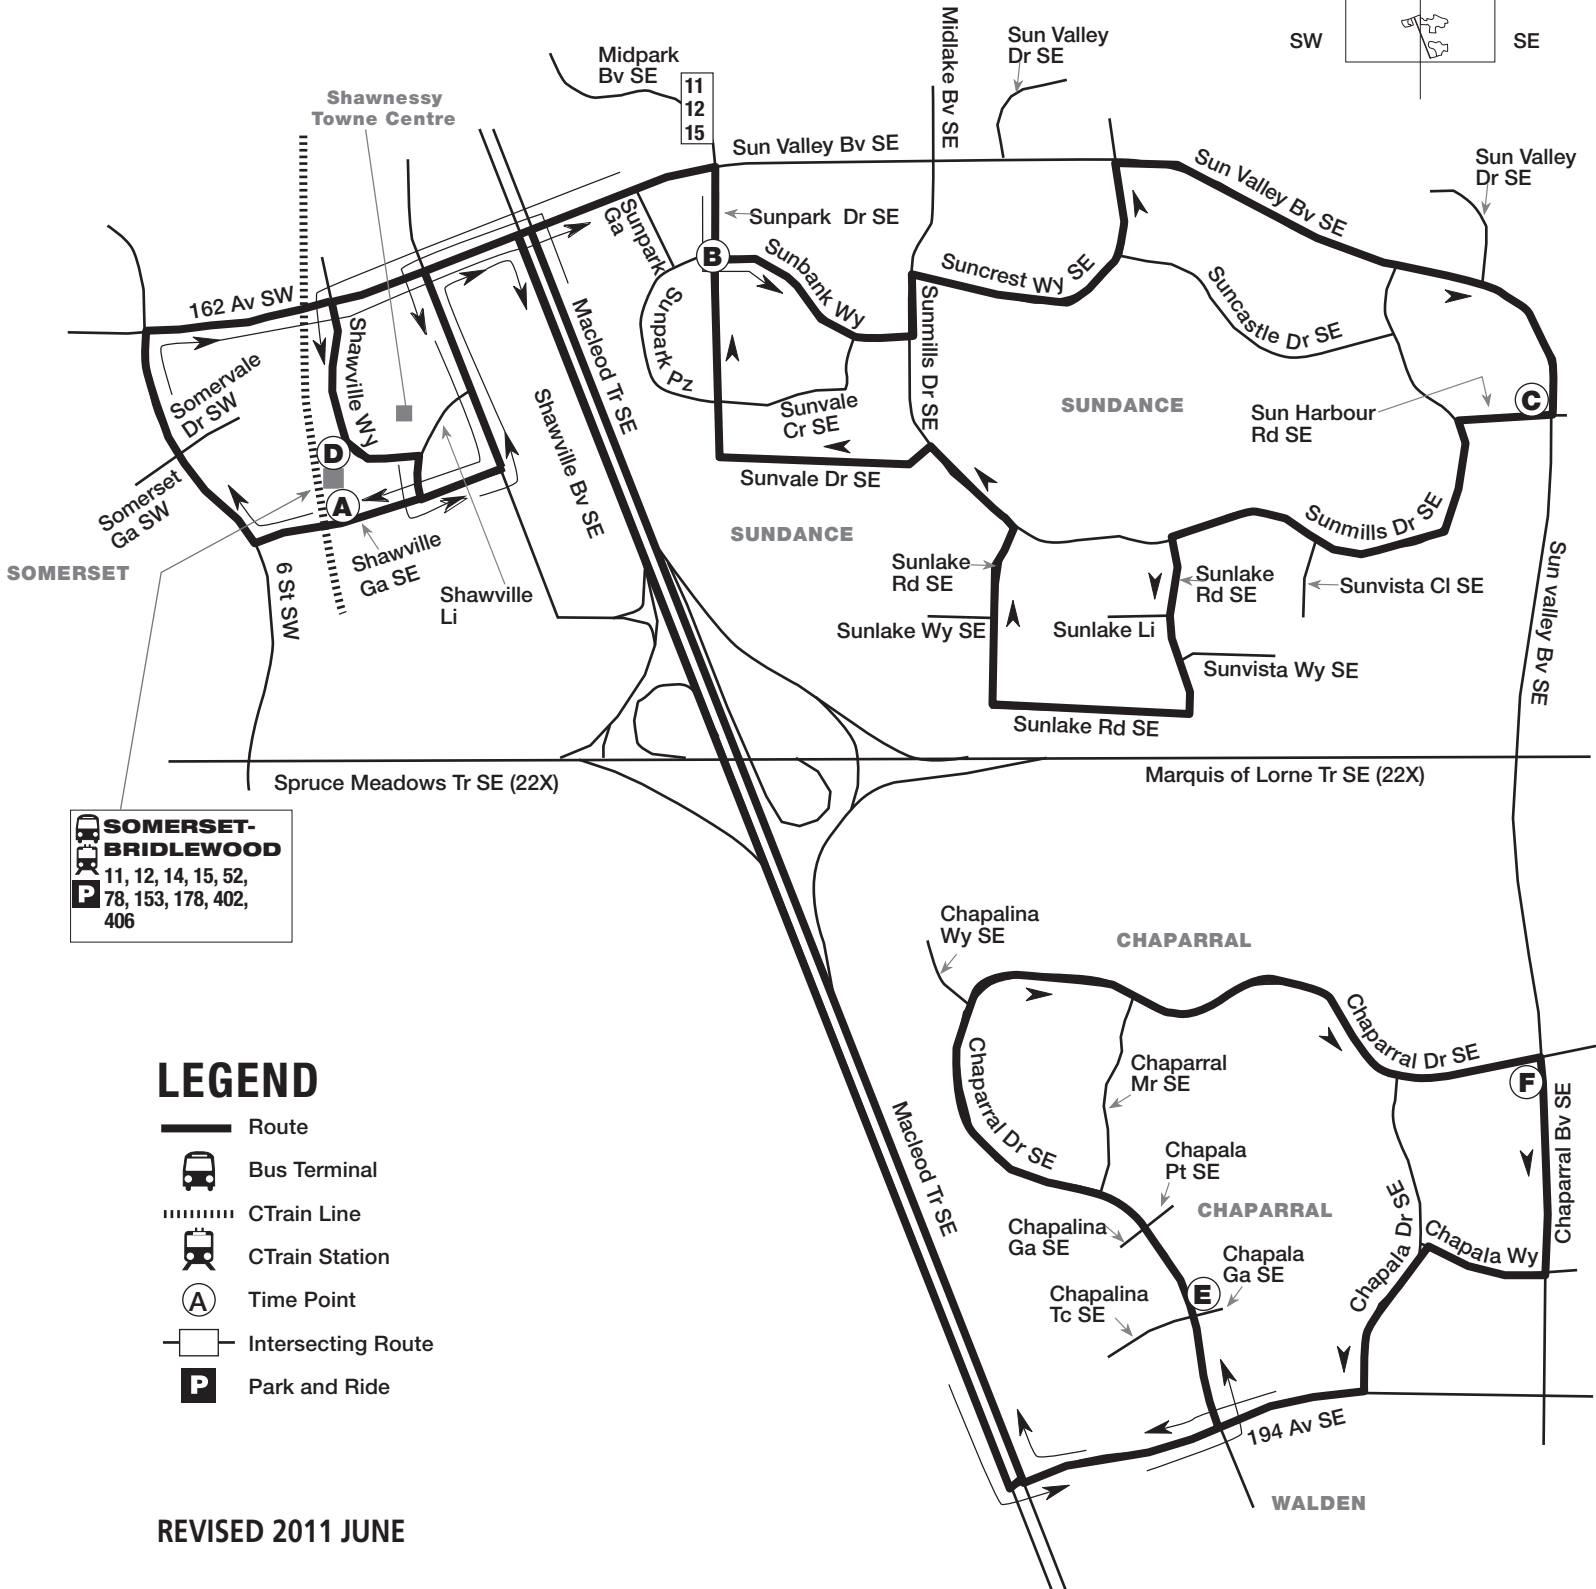 SW
SE
Midpark
Bv SE
11
12
15
Midlake Bv SE
Sun Valley
Dr SE
Shawnessy
Towne Centre
Sun Valley Bv SE
Sun Valley Bv SE
Sun Valley
Dr SE
Sunpark
Ga
Sunpark Dr SE
B
Sunbank Wy
Suncrest Wy SE
162 Av SW
Shawville Wy
Macleod Tr SE
Sunpark Pz
Sunmills Dr SE
Suncastle Dr SE
Somervale
Dr SW
Shawville Bv SE
Sunvale
Cr SE
SUNDANCE
Sun Harbour
Rd SE
C
D
A
Sunvale Dr SE
Somerset
Ga SW
SUNDANCE
Sunmills Dr SE
Shawville
Ga SE
SOMERSET
6 St SW
Shawville
Li
Sunlake
Rd SE
Sunlake
Rd SE
Sunvista Cl SE
Sun valley Bv SE
Sunlake Wy SE
Sunlake Li
Sunvista Wy SE
Sunlake Rd SE
Spruce Meadows Tr SE (22X)
Marquis of Lorne Tr SE (22X)
SOMERSET-
BRIDLEWOOD
P
11, 12, 14, 15, 52,
78, 153, 178, 402,
406
Chapalina
Wy SE
CHAPARRAL
Chaparral Dr SE
Chaparral Dr SE
Chaparral
Mr SE
F
Chaparral Bv SE
Macleod Tr SE
Chapala
Pt SE
Chapalina
Ga SE
CHAPARRAL
Chapala Dr SE
Chapala Wy
Chapala
Ga SE
E
Chapalina
Tc SE
194 Av SE
WALDEN
LEGEND
Route
Bus Terminal
CTrain Line
CTrain Station
A Time Point
Intersecting Route
P Park and Ride
REVISED 2011 JUNE